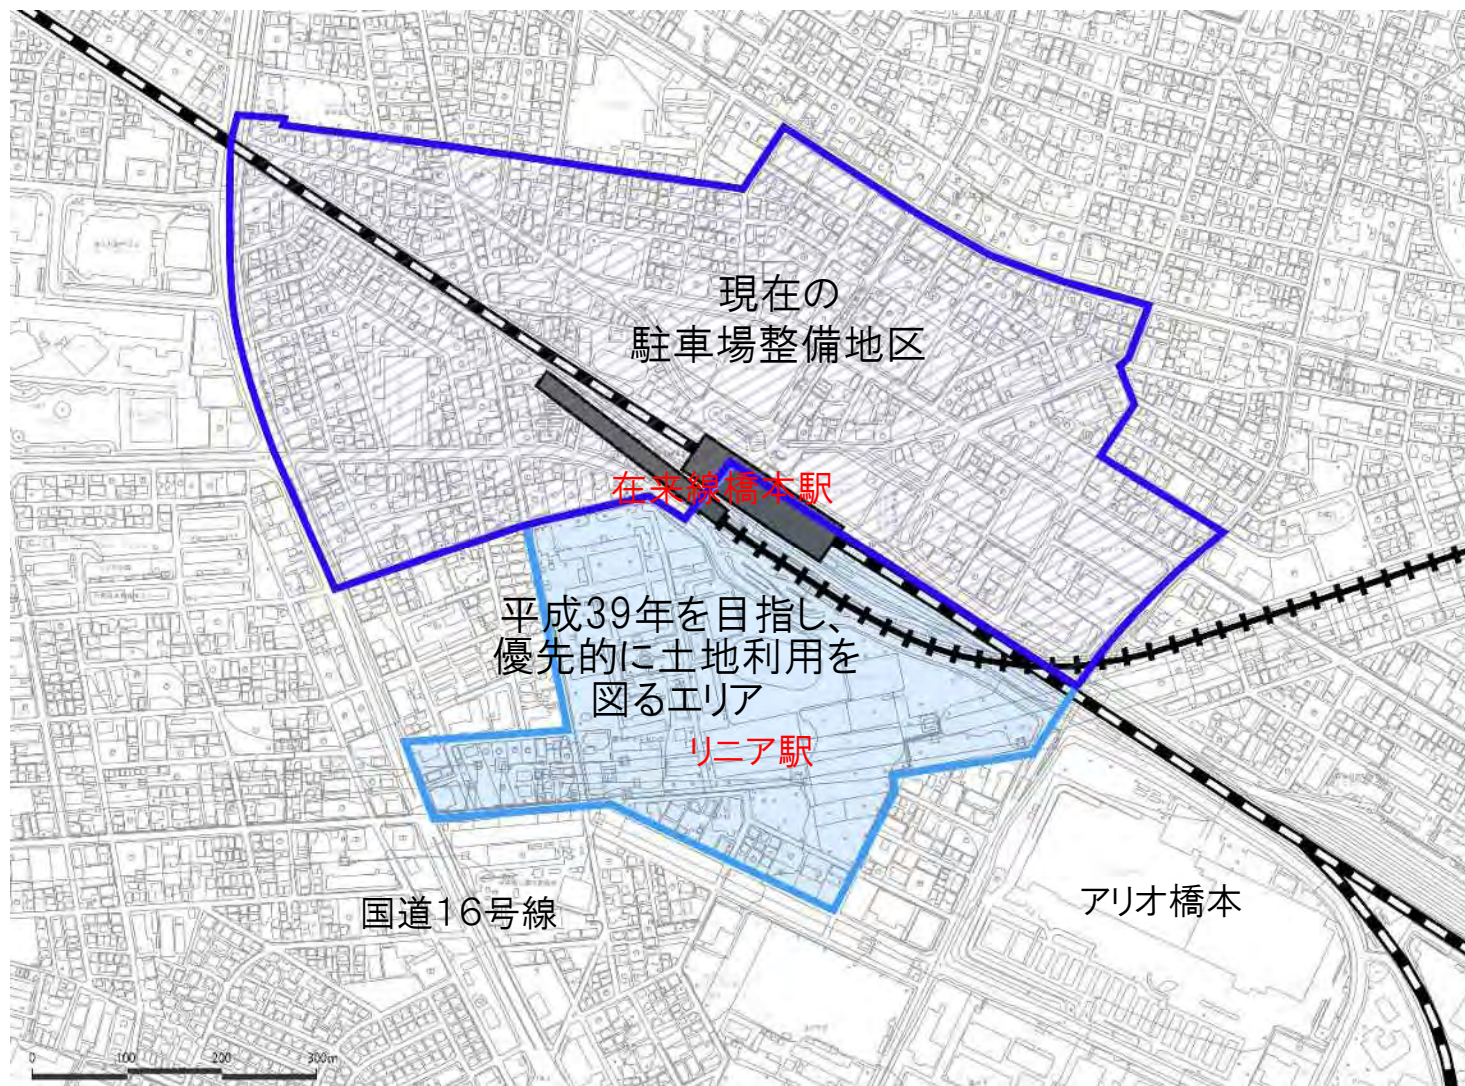 現在の
駐車場整備地区
在来線橋本駅
平成39年を目指し、
優先的に土地利用を
図るエリア
リニア駅
国道16号線
アリオ橋本
0 100 200 300m